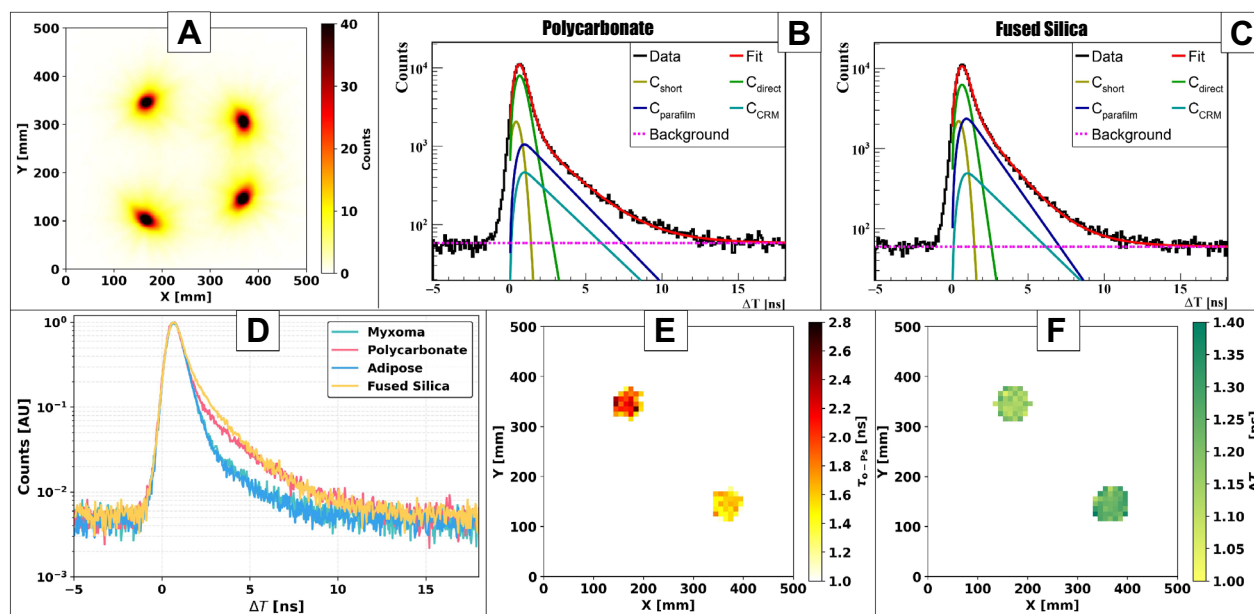 A
500
400
300
200
100
0
Y [mm]
0 100 200 300 400 500
X [mm]
40
30
20
10
0
Counts
Polycarbonate
B
Counts
10⁴
10³
10²
Data Fit
C_short C_direct
C_parafilm C_CRM
Background
−5 0 5 10 15
ΔT [ns]
Fused Silica
C
Counts
10⁴
10³
10²
Data Fit
C_short C_direct
C_parafilm C_CRM
Background
−5 0 5 10 15
ΔT [ns]
D
Counts [AU]
10⁰
10⁻¹
10⁻²
10⁻³
Myxoma
Polycarbonate
Adipose
Fused Silica
-5 0 5 10 15
ΔT [ns]
E
500
400
300
200
100
0
Y [mm]
0 100 200 300 400 500
X [mm]
2.8
2.6
2.4
2.2
2.0
1.8
1.6
1.4
1.2
1.0
τo−Ps [ns]
F
500
400
300
200
100
0
Y [mm]
0 100 200 300 400 500
X [mm]
1.40
1.35
1.30
1.25
1.20
1.15
1.10
1.05
1.00